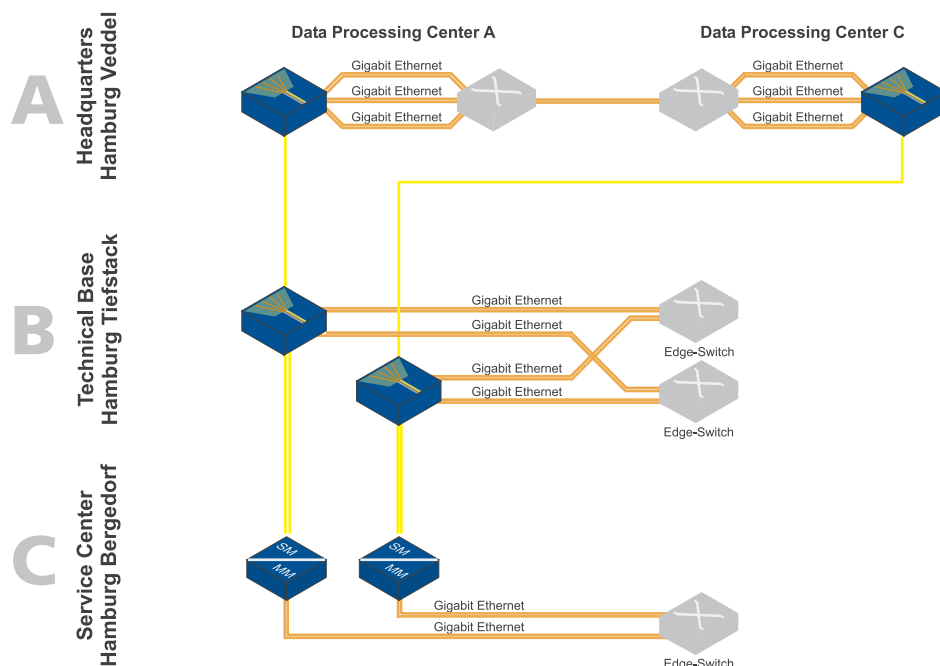 Data Processing Center A
Data Processing Center C
A
Headquarters
Hamburg Veddel
Gigabit Ethernet
Gigabit Ethernet
Gigabit Ethernet
Gigabit Ethernet
Gigabit Ethernet
Gigabit Ethernet
B
Technical Base
Hamburg Tiefstack
Gigabit Ethernet
Gigabit Ethernet
Edge-Switch
Gigabit Ethernet
Gigabit Ethernet
Edge-Switch
C
Service Center
Hamburg Bergedorf
SM
MM
SM
MM
Gigabit Ethernet
Gigabit Ethernet
Edge-Switch